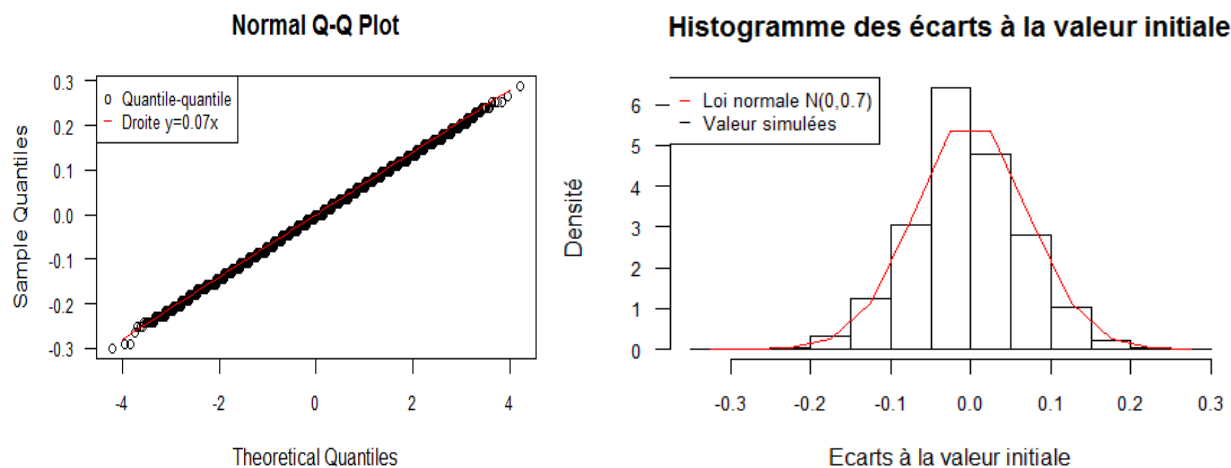 Normal Q-Q Plot
Quantile-quantile
Droite y=0.07x
Sample Quantiles
0.3
0.2
0.1
0.0
-0.1
-0.2
-0.3
-4
-2
0
2
4
Theoretical Quantiles
Histogramme des écarts à la valeur initiale
Loi normale N(0,0.7)
Valeur simulées
Densité
6
5
4
3
2
1
0
-0.3
-0.2
-0.1
0.0
0.1
0.2
0.3
Ecarts à la valeur initiale